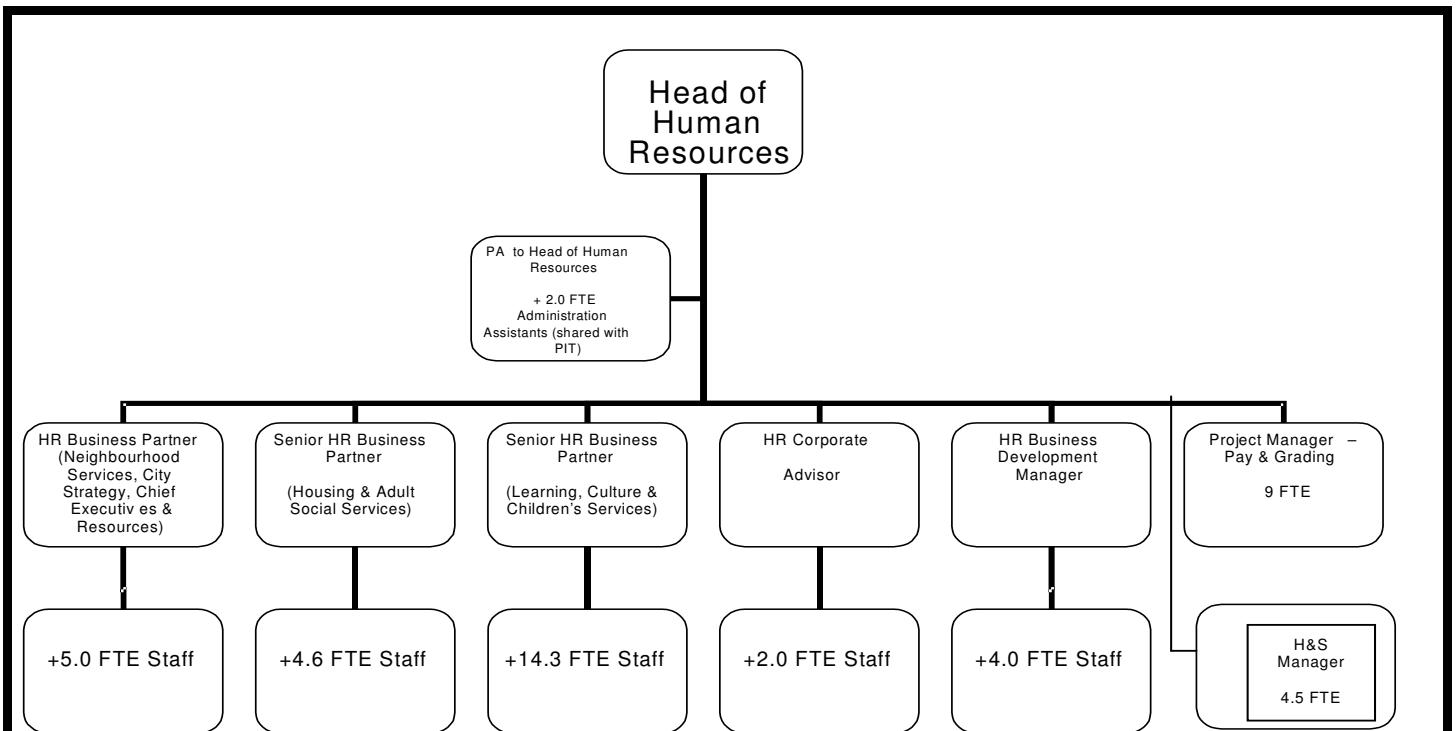 Head of
Human
Resources
PA to Head of Human
Resources
+ 2.0 FTE
Administration
Assistants (shared with
PIT)
HR Business Partner
(Neighbourhood
Services, City
Strategy, Chief
Executiv es &
Resources)
Senior HR Business
Partner
(Housing & Adult
Social Services)
Senior HR Business
Partner
(Learning, Culture &
Children's Services)
HR Corporate
Advisor
HR Business
Development
Manager
Project Manager –
Pay & Grading
9 FTE
+5.0 FTE Staff
+4.6 FTE Staff
+14.3 FTE Staff
+2.0 FTE Staff
+4.0 FTE Staff
H&S
Manager
4.5 FTE